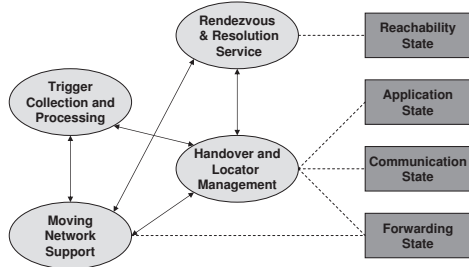 Rendezvous
& Resolution
Service
Reachability
State
Trigger
Collection and
Processing
Application
State
Handover and
Locator
Management
Communication
State
Moving
Network
Support
Forwarding
State